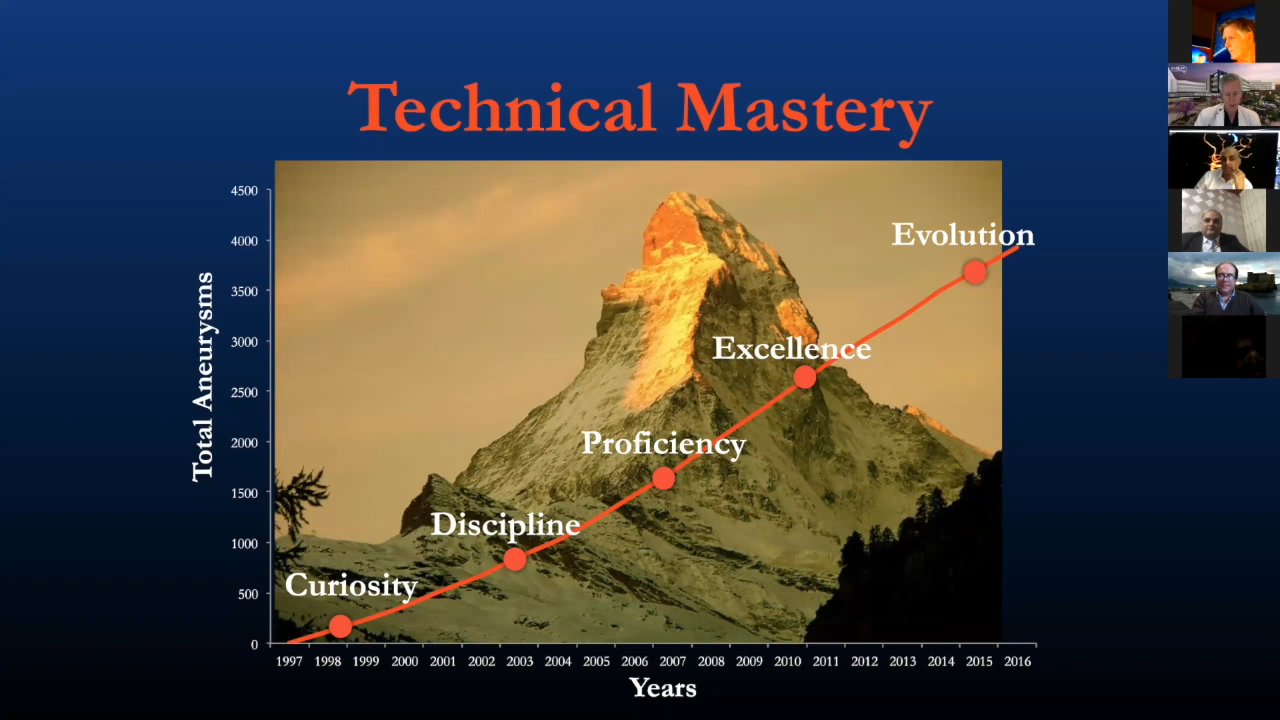 Technical Mastery
4500
4000
3500
3000
2500
2000
1500
1000
500
0
Total Aneurysms
Evolution
Excellence
Proficiency
Discipline
Curiosity
1997 1998 1999 2000 2001 2002 2003 2004 2005 2006 2007 2008 2009 2010 2011 2012 2013 2014 2015 2016
Years